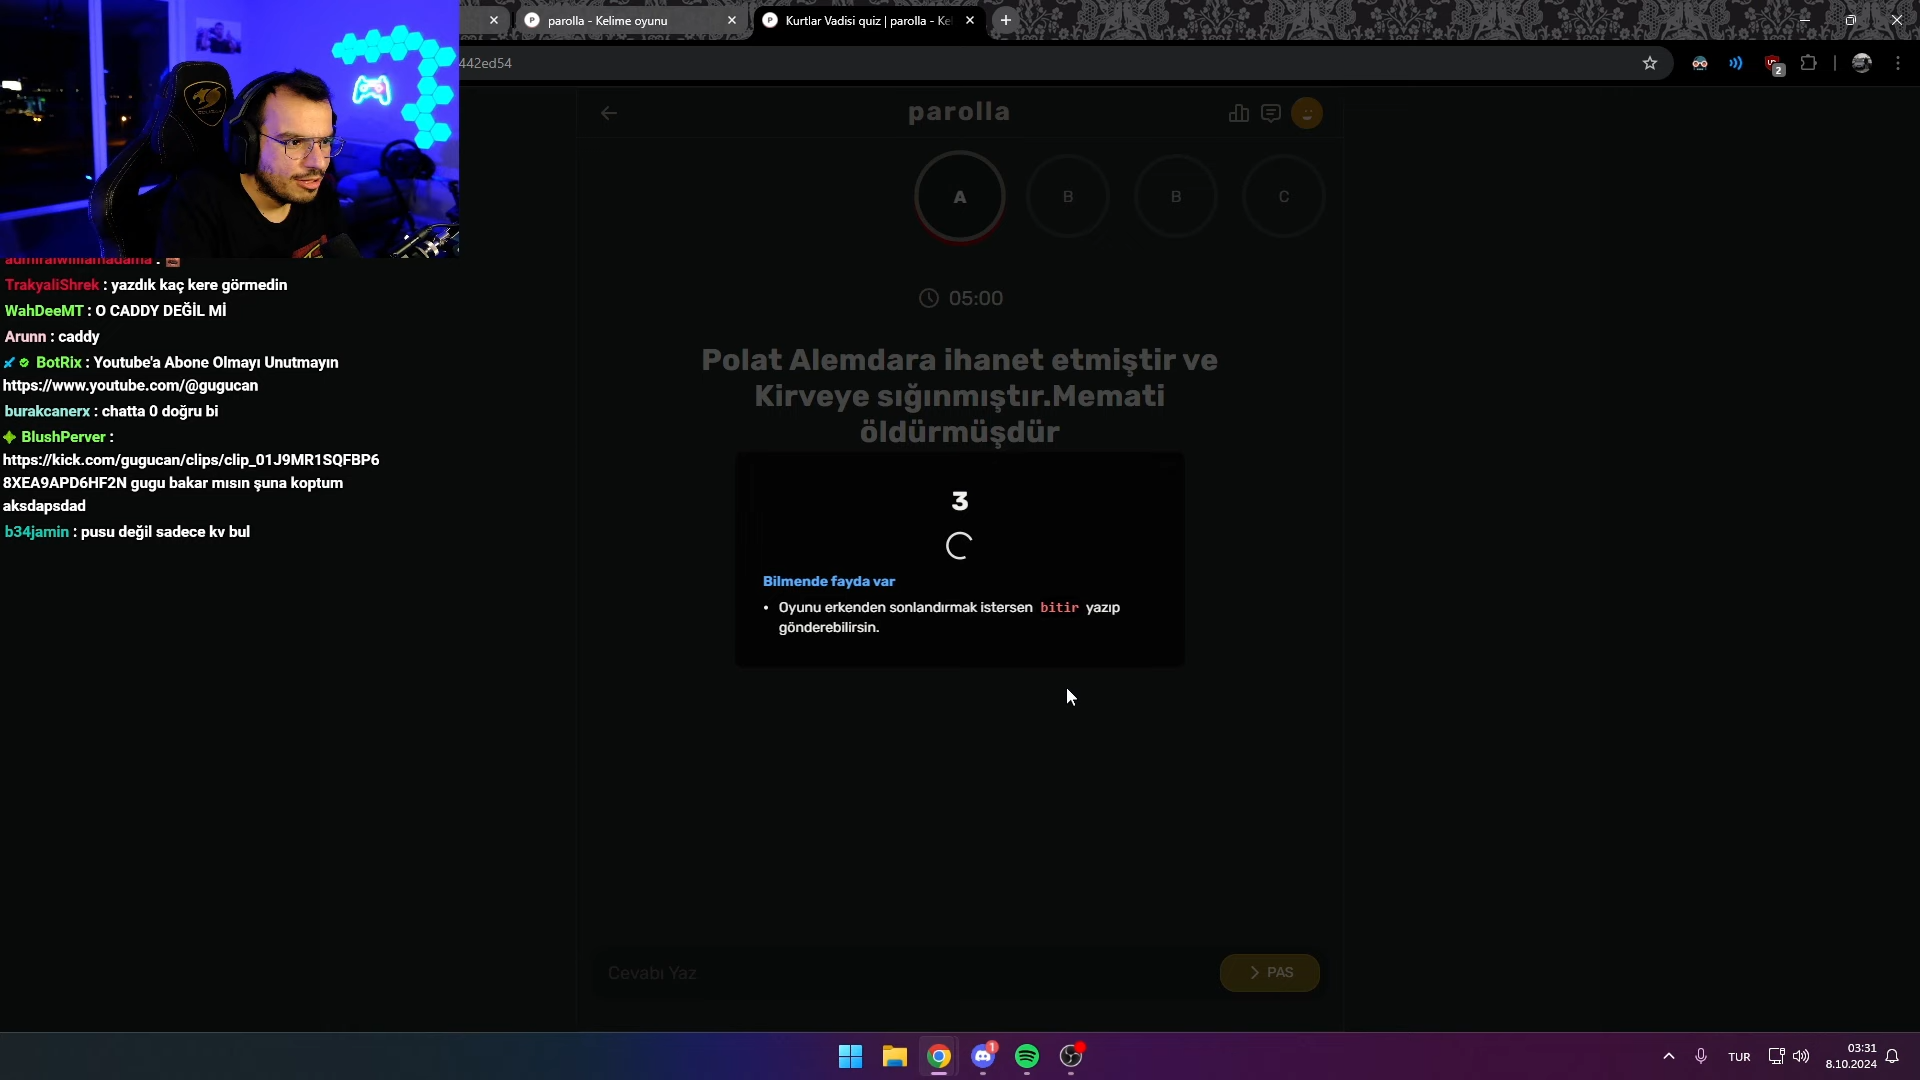 parolla - Kelime oyunu
Kurtlar Vadisi quiz | parolla - Ke
442ed54
2
parolla
A
B
B
C
05:00
Polat Alemdara ihanet etmiştir ve
Kirveye sığınmıştır.Memati
öldürmüşdür
3
Bilmende fayda var
• Oyunu erkenden sonlandırmak istersen bitir yazıp
gönderebilirsin.
Cevabı Yaz
PAS
admiralwilliamadama :
TrakyaliShrek : yazdık kaç kere görmedin
WahDeeMT : O CADDY DEĞİL Mİ
Arunn : caddy
BotRix : Youtube'a Abone Olmayı Unutmayın
https://www.youtube.com/@gugucan
burakcanerx : chatta 0 doğru bi
BlushPerver :
https://kick.com/gugucan/clips/clip_01J9MR1SQFBP6
8XEA9APD6HF2N gugu bakar mısın şuna koptum
aksdapsdad
b34jamin : pusu değil sadece kv bul
1
TUR
03:31
8.10.2024